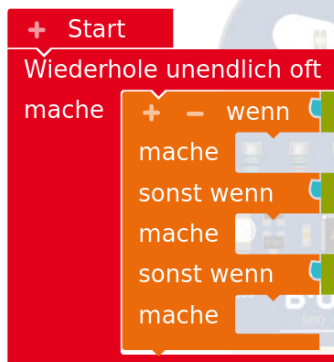 + Start
Wiederhole unendlich oft
mache + − wenn
mache
sonst wenn
mache
sonst wenn
mache